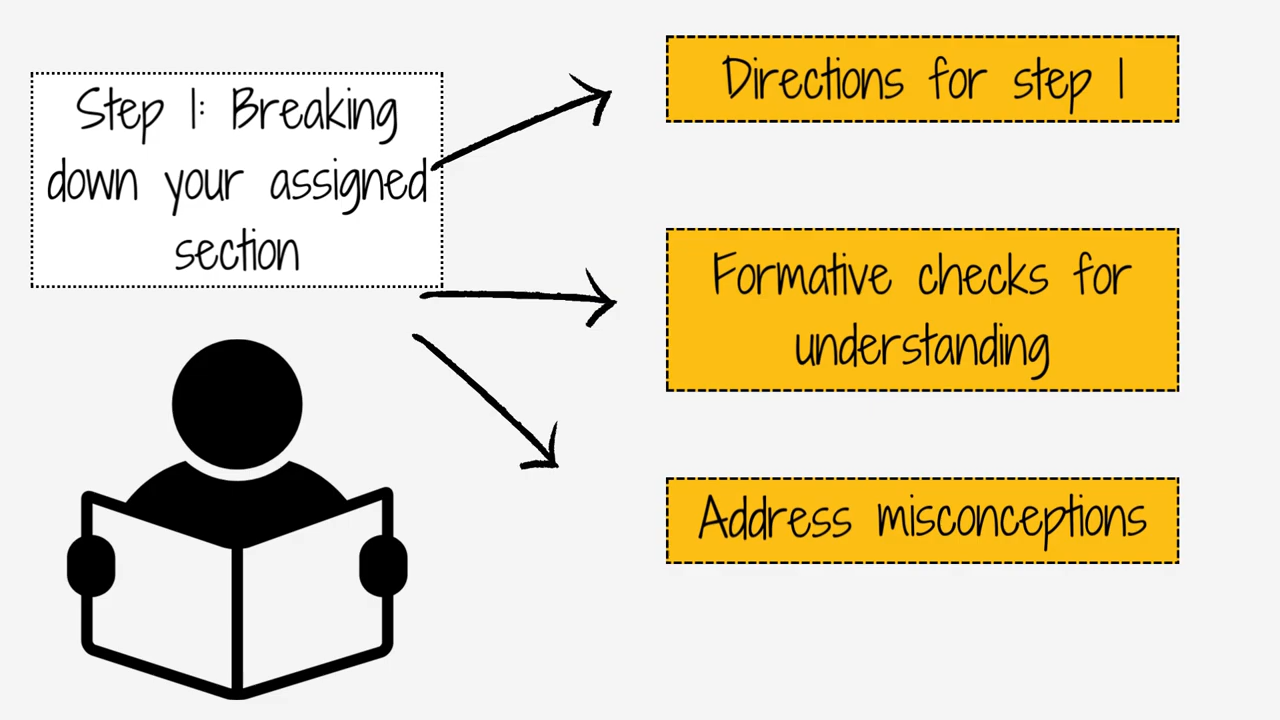 Step 1: Breaking
down your assigned
section
Directions for step 1
Formative checks for
understanding
Address misconceptions